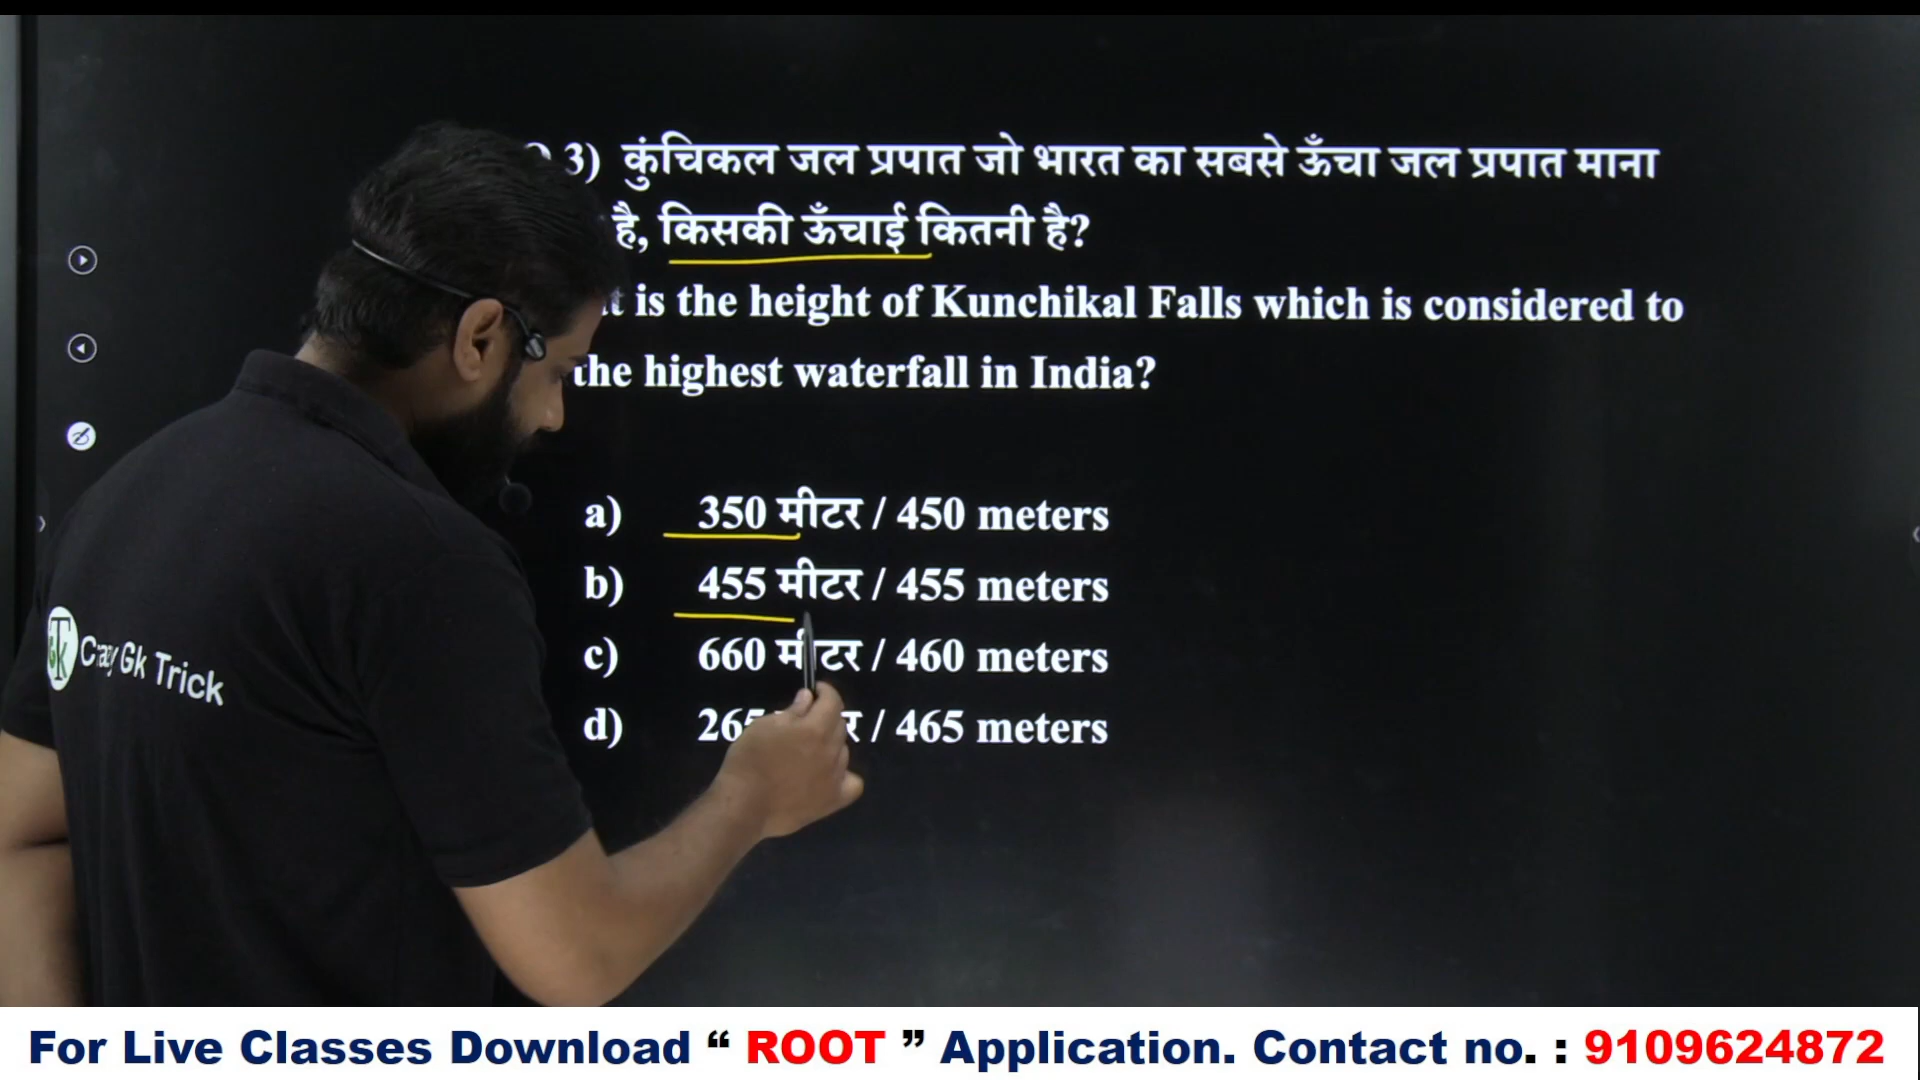 3) कुंचिकल जल प्रपात जो भारत का सबसे ऊँचा जल प्रपात माना
है, किसकी ऊँचाई कितनी है?
is the height of Kunchikal Falls which is considered to
the highest waterfall in India?
a) 350 मीटर / 450 meters
b) 455 मीटर / 455 meters
c) 660 मीटर / 460 meters
d) / 465 meters
Crazy Gk Trick
For Live Classes Download “ ROOT ” Application. Contact no. : 9109624872